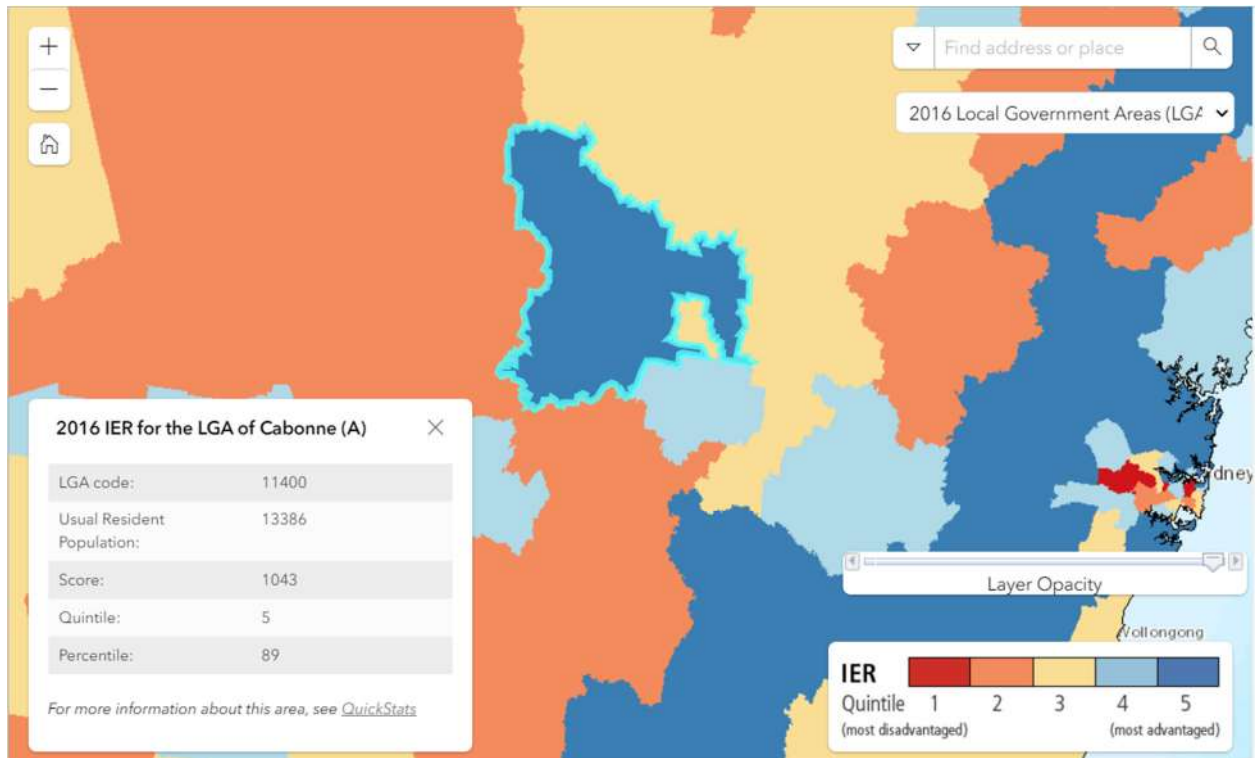 +
−
Find address or place
2016 Local Government Areas (LGA
2016 IER for the LGA of Cabonne (A)
LGA code: 11400
Usual Resident Population: 13386
Score: 1043
Quintile: 5
Percentile: 89
For more information about this area, see QuickStats
dney
Layer Opacity
Vollongong
IER
Quintile 1 2 3 4 5
(most disadvantaged) (most advantaged)